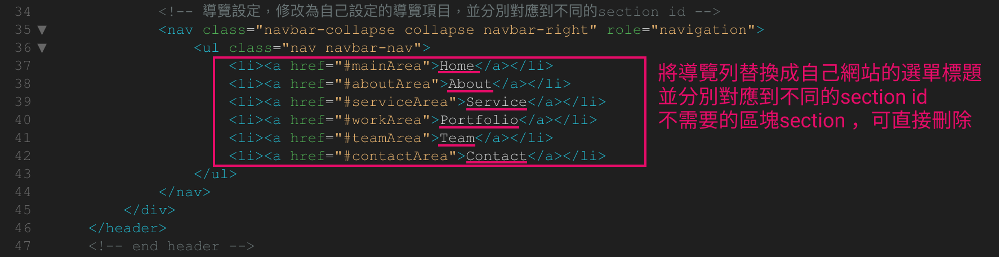 34 <!-- 導覽設定，修改為自己設定的導覽項目，並分別對應到不同的section id -->
35 ▼ <nav class="navbar-collapse collapse navbar-right" role="navigation">
36 ▼ <ul class="nav navbar-nav">
37 <li><a href="#mainArea">Home</a></li>
38 <li><a href="#aboutArea">About</a></li>
39 <li><a href="#serviceArea">Service</a></li>
40 <li><a href="#workArea">Portfolio</a></li>
41 <li><a href="#teamArea">Team</a></li>
42 <li><a href="#contactArea">Contact</a></li>
43 </ul>
44 </nav>
45 </div>
46 </header>
47 <!-- end header -->
將導覽列替換成自己網站的選單標題
並分別對應到不同的section id
不需要的區塊section ，可直接刪除